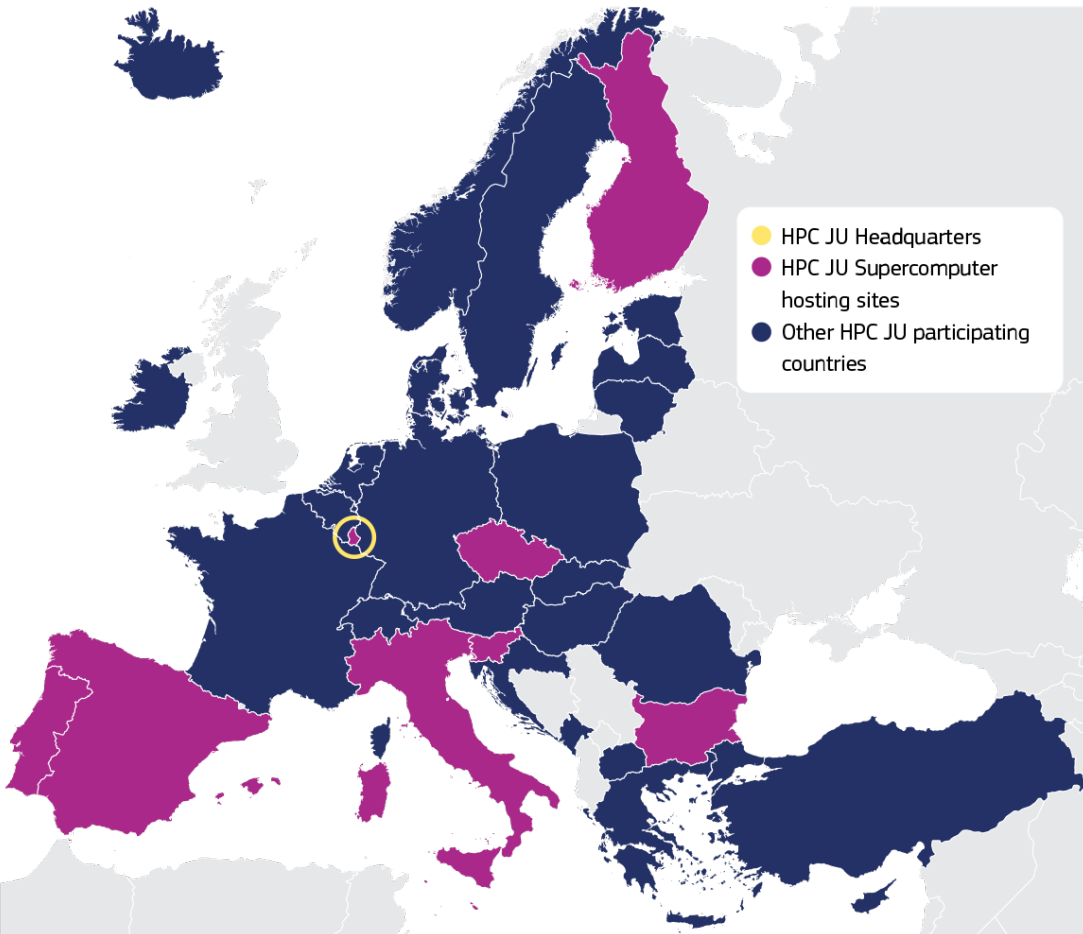 HPC JU Headquarters
HPC JU Supercomputer
hosting sites
Other HPC JU participating
countries